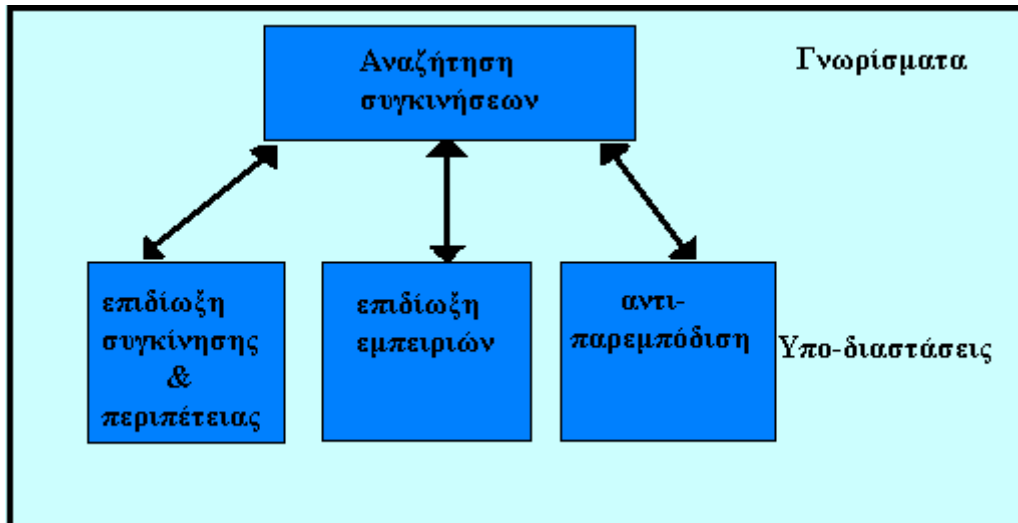 Αναζήτηση
συγκινήσεων
Γνωρίσματα
επιδίωξη
συγκίνησης
&
περιπέτειας
επιδίωξη
εμπειριών
αντι-
παρεμπόδιση
Υπο-διαστάσεις